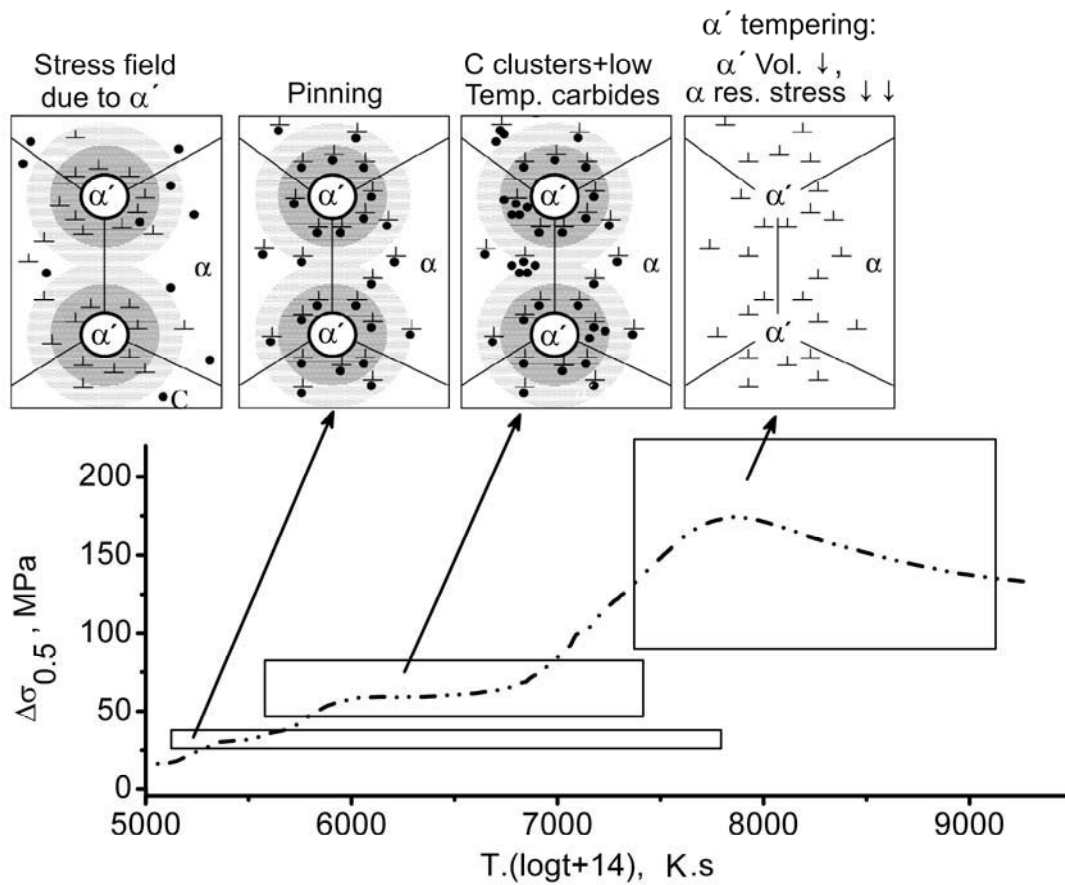 α´ tempering:
Stress field
due to α´
Pinning
C clusters+low
Temp. carbides
α´ Vol. ↓,
α res. stress ↓↓
α´
α´
α
C
α´
α´
α
α´
α´
α
α´
α´
α
200
150
100
50
0
Δσ0.5 , MPa
5000
6000
7000
8000
9000
T.(logt+14), K.s